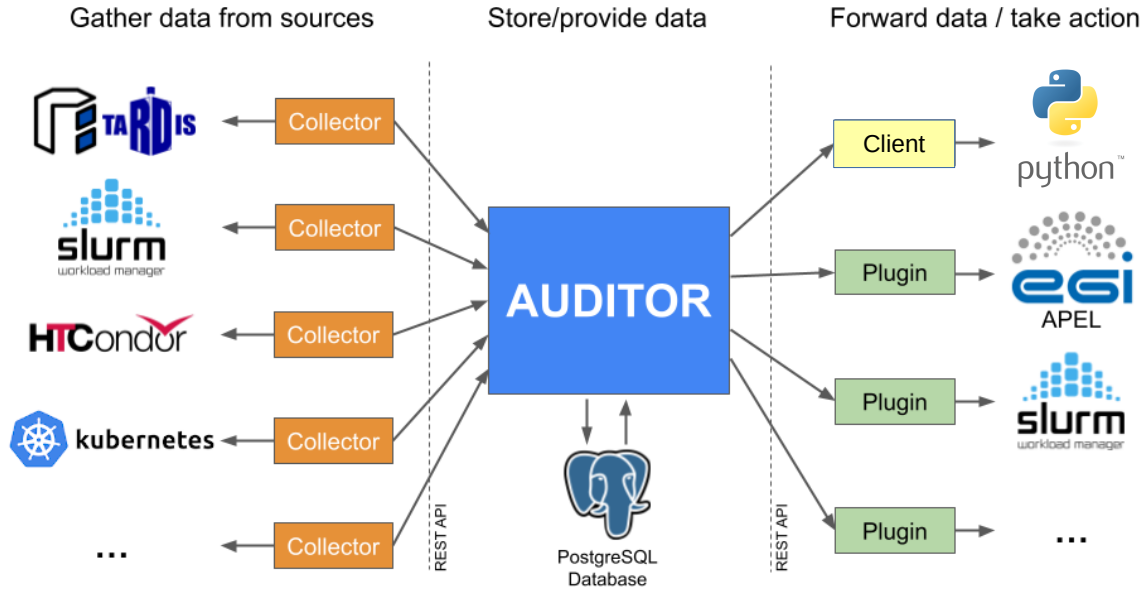 Gather data from sources
Store/provide data
Forward data / take action
TARDIS
Collector
slurm
workload manager
Collector
HTCondor
Collector
kubernetes
Collector
...
Collector
REST API
AUDITOR
PostgreSQL
Database
REST API
Client
python™
Plugin
egi
APEL
Plugin
slurm
workload manager
Plugin
...